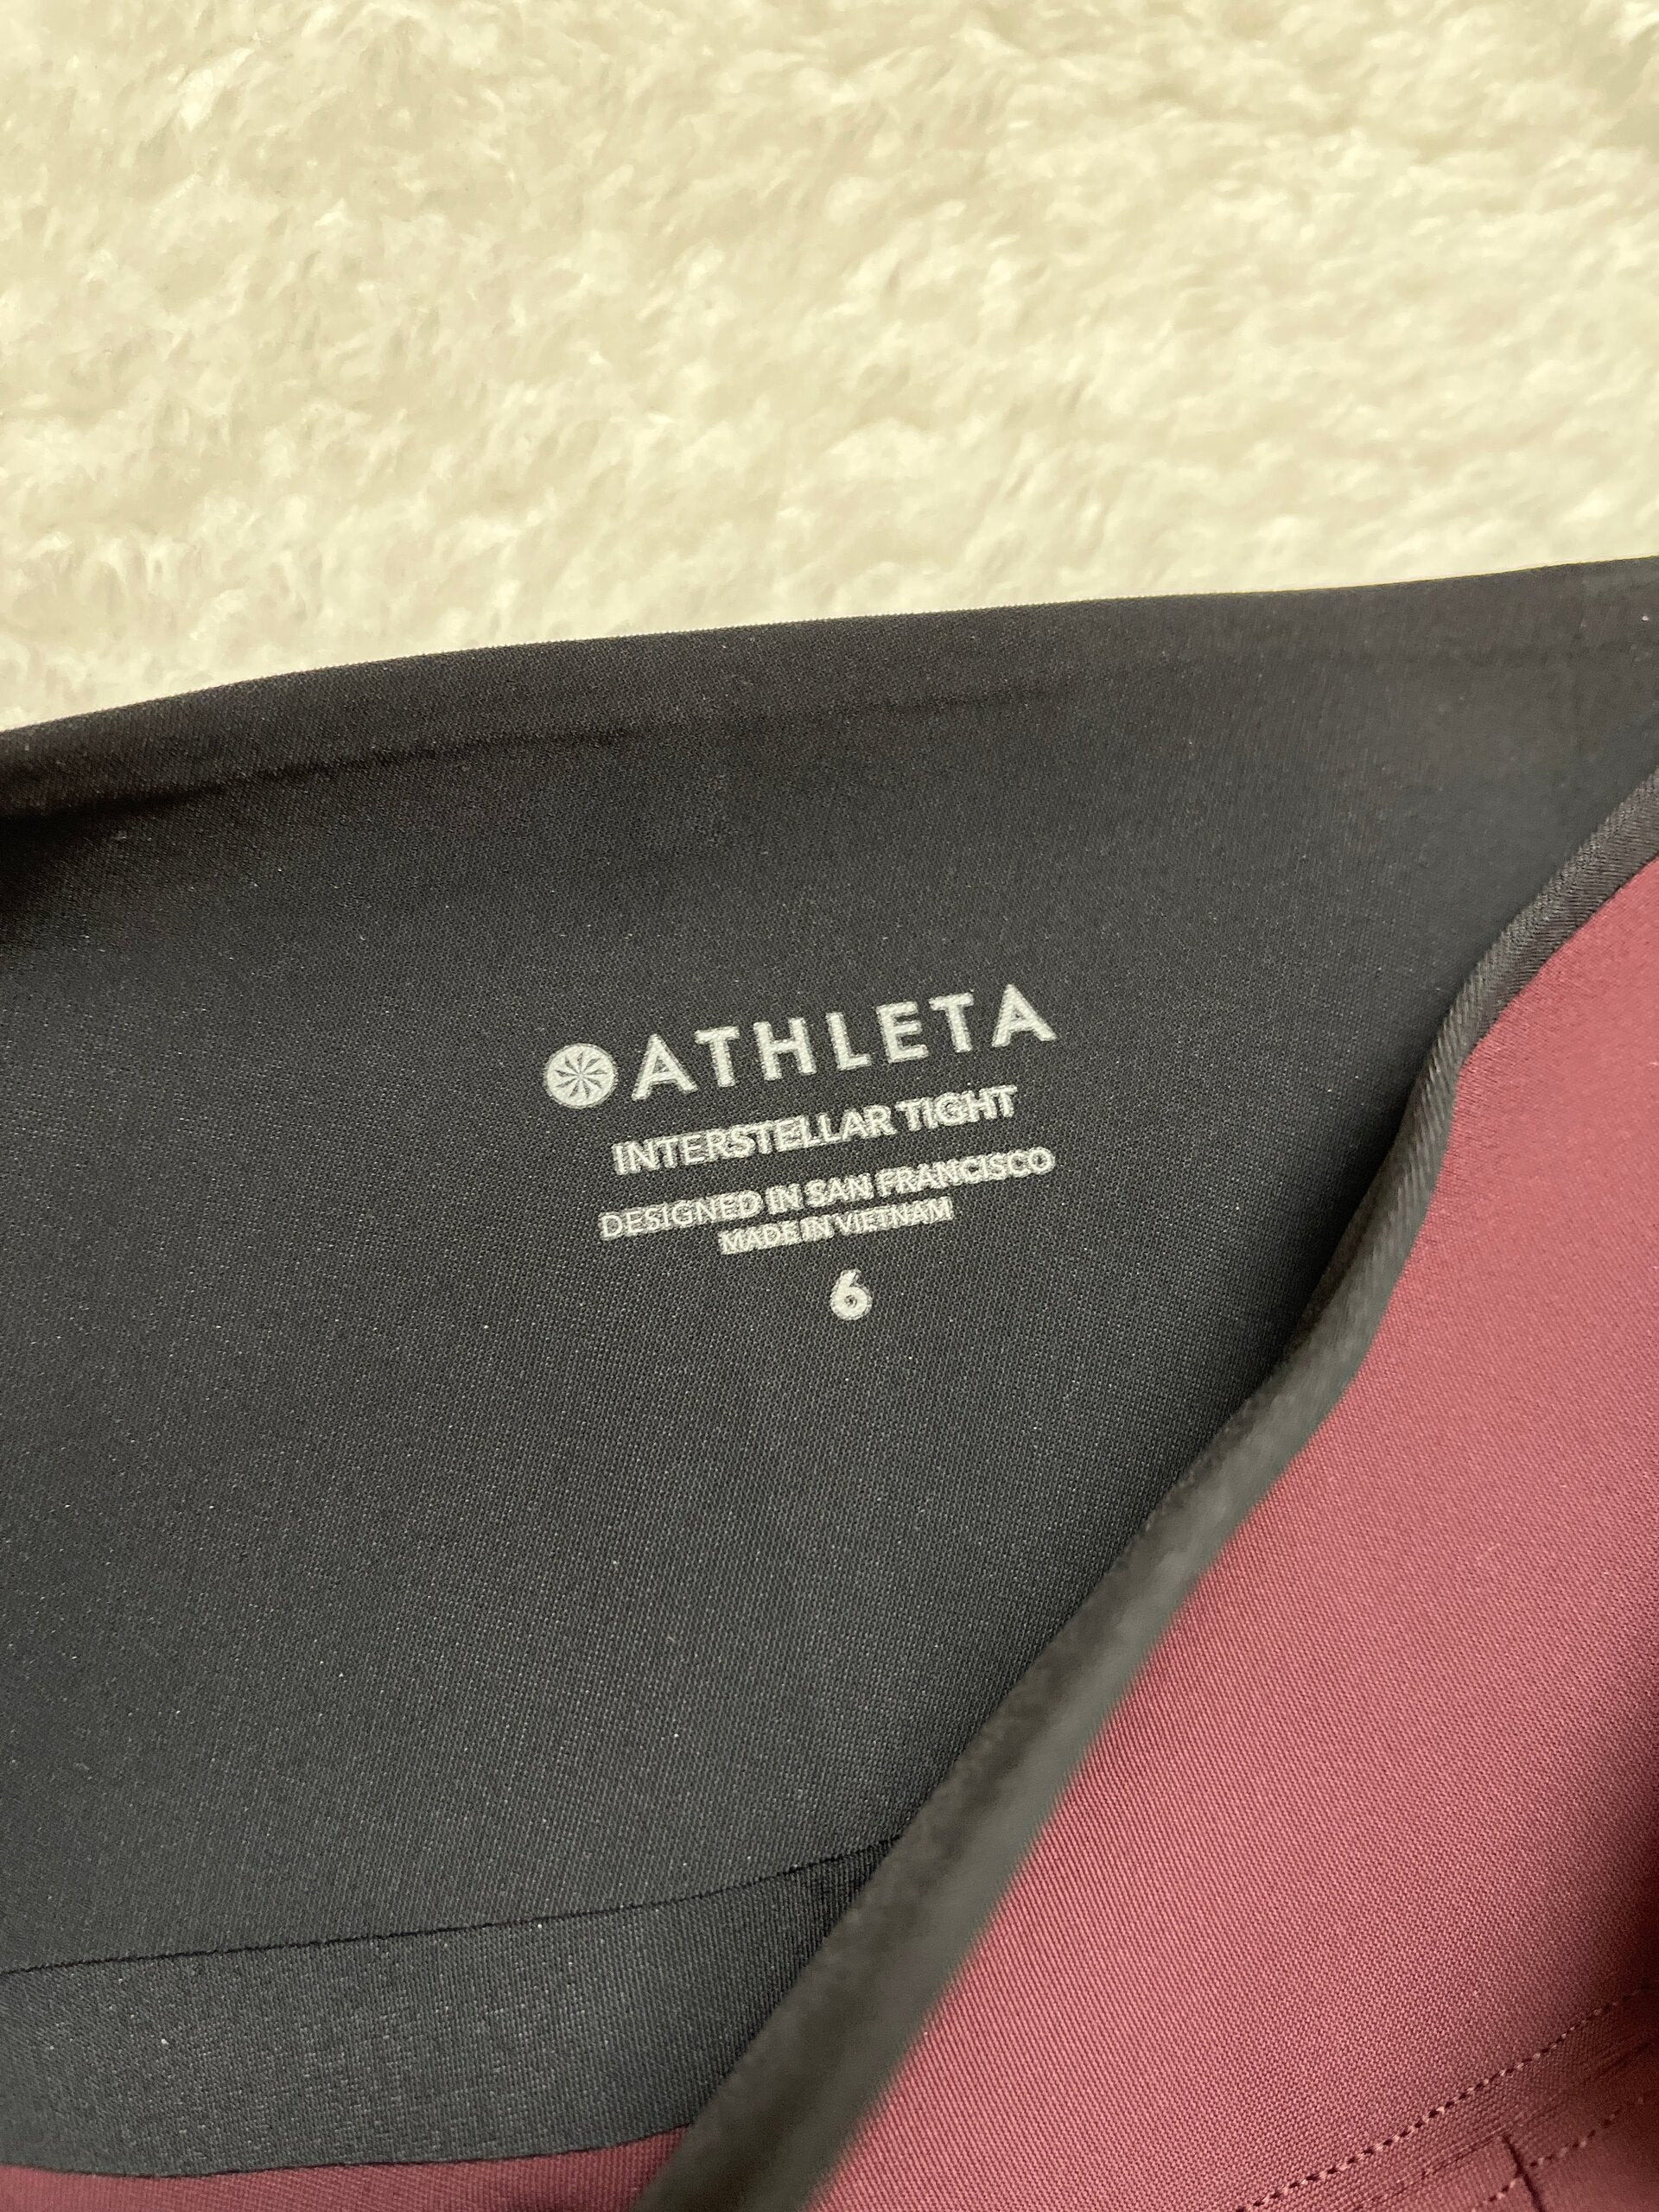 ATHLETA
INTERSTELLAR TIGHT
DESIGNED IN SAN FRANCISCO
MADE IN VIETNAM
6